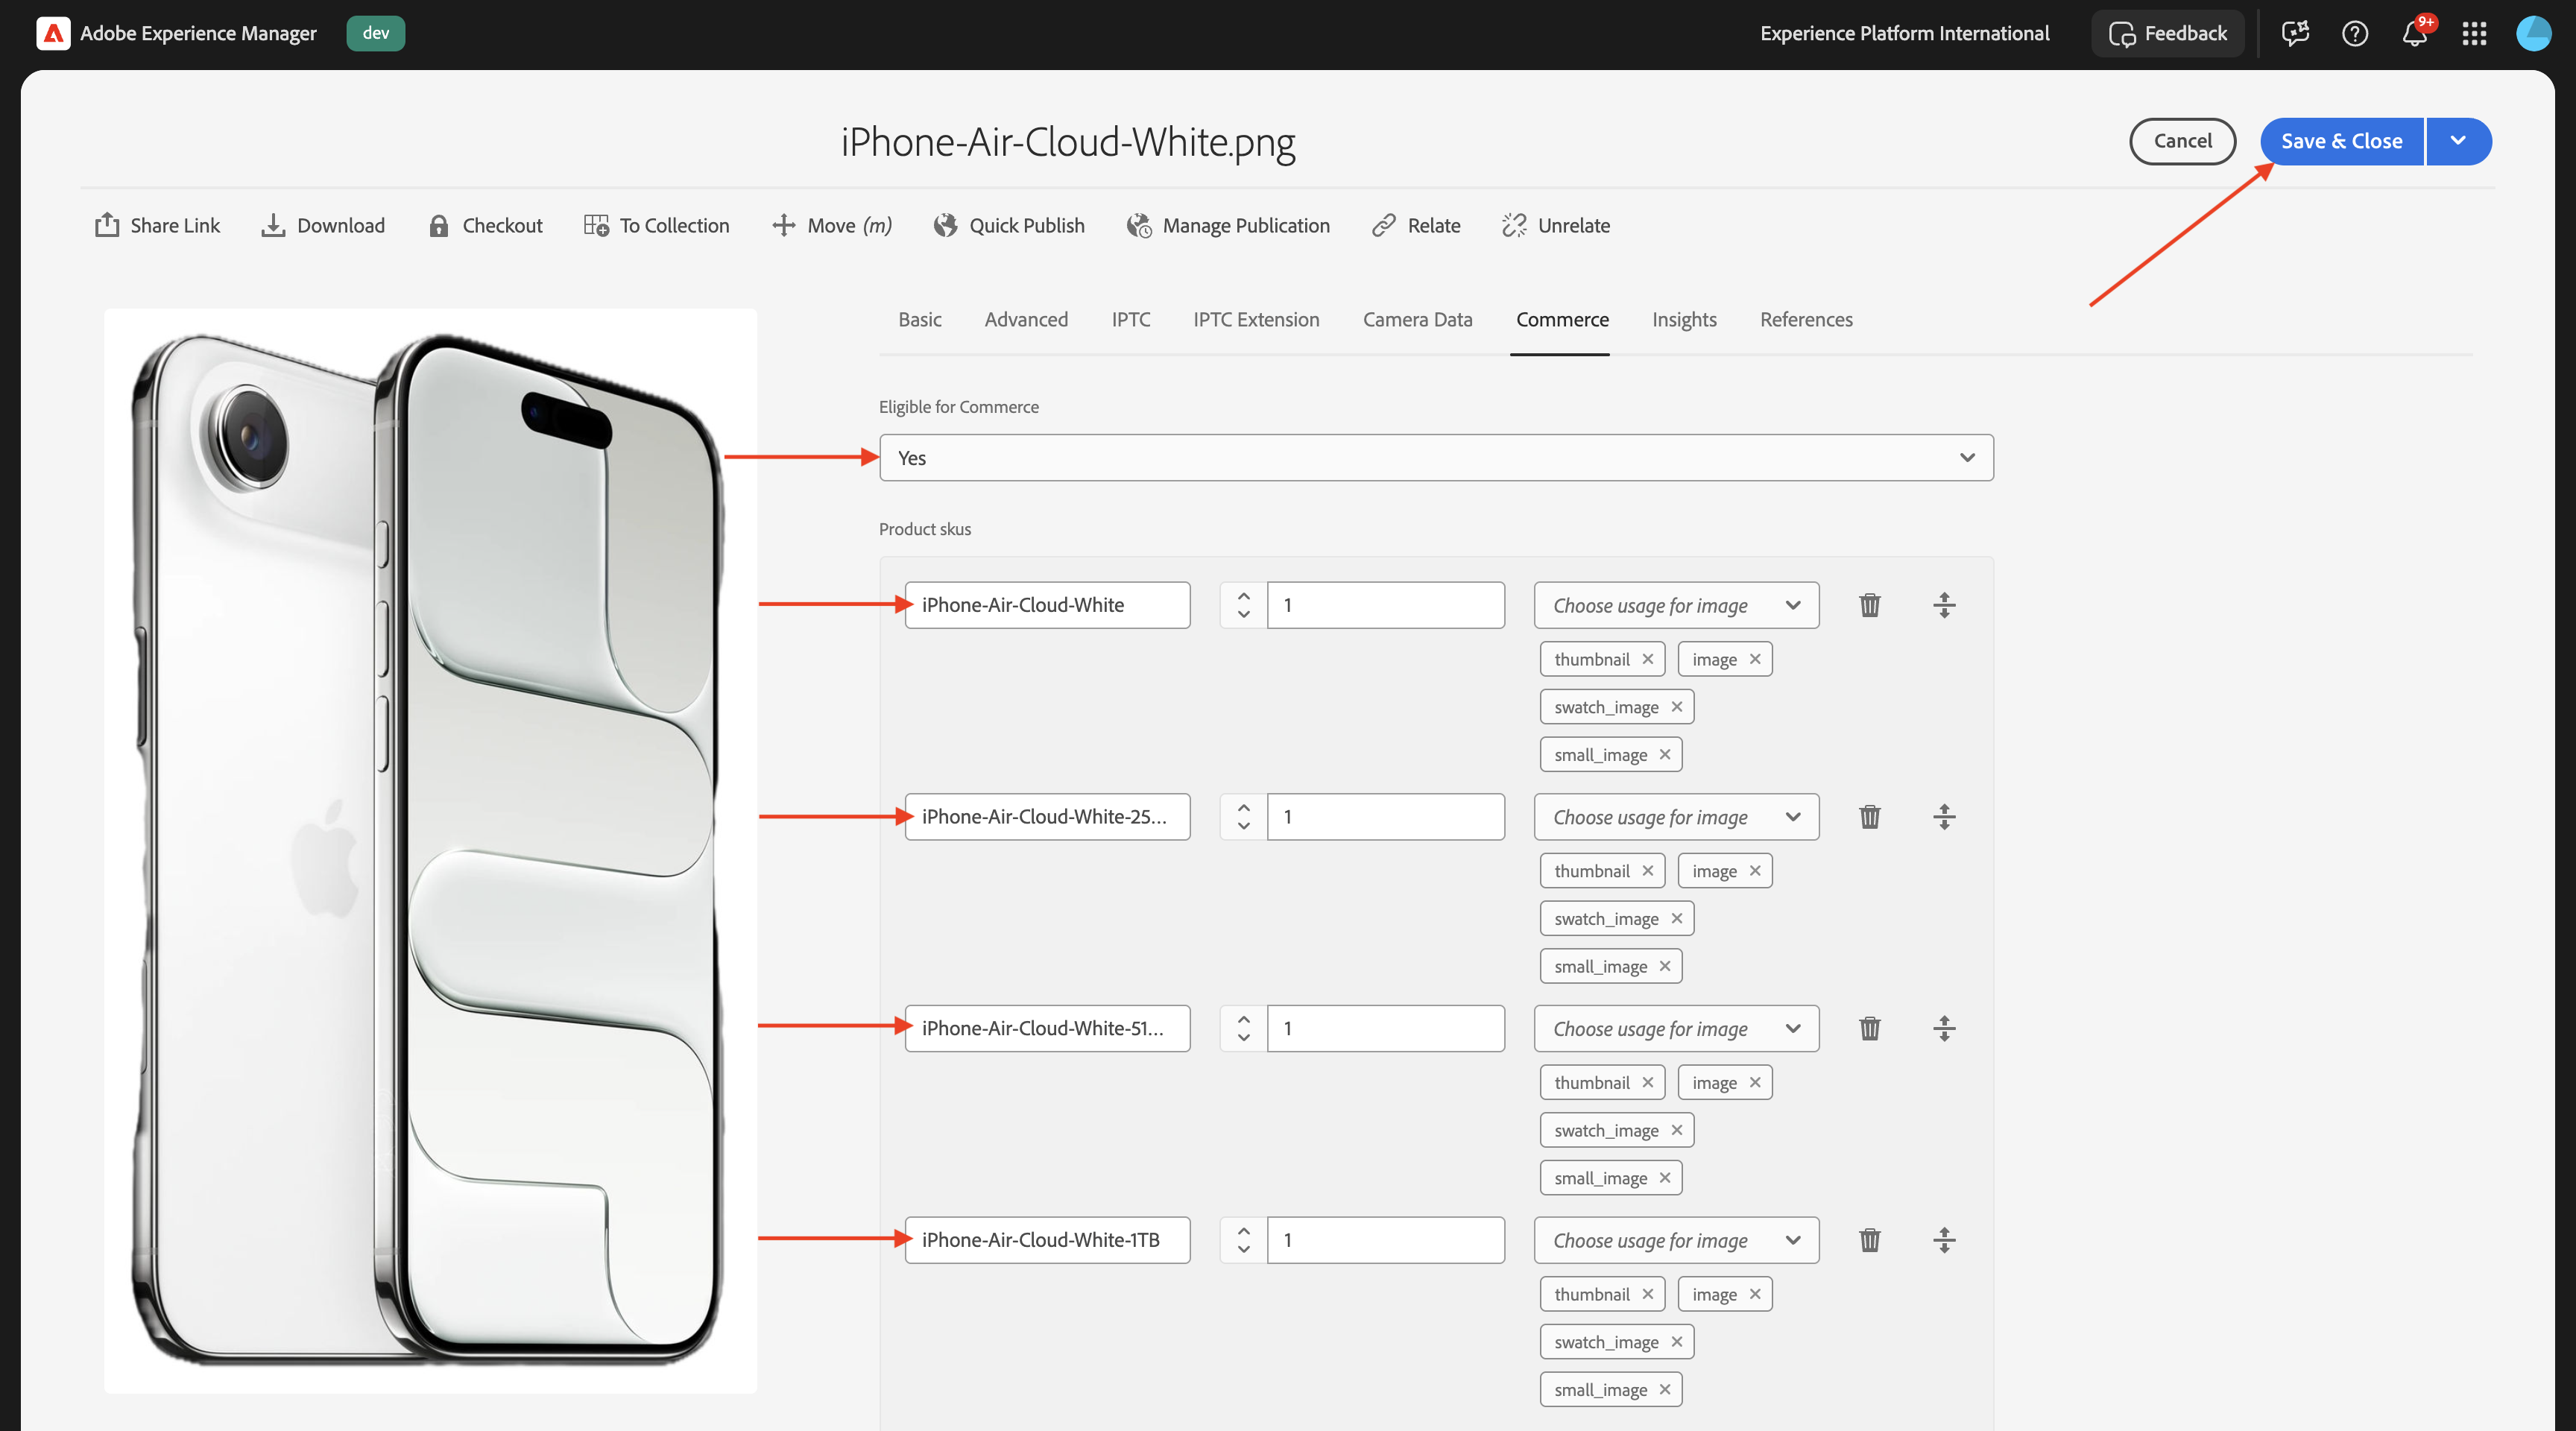 Adobe Experience Manager
dev
Experience Platform International
Feedback
9+
iPhone-Air-Cloud-White.png
Cancel
Save & Close
Share Link
Download
Checkout
To Collection
Move (m)
Quick Publish
Manage Publication
Relate
Unrelate
Basic
Advanced
IPTC
IPTC Extension
Camera Data
Commerce
Insights
References
Eligible for Commerce
Yes
Product skus
iPhone-Air-Cloud-White
1
Choose usage for image
thumbnail
image
swatch_image
small_image
iPhone-Air-Cloud-White-25...
1
Choose usage for image
thumbnail
image
swatch_image
small_image
iPhone-Air-Cloud-White-51...
1
Choose usage for image
thumbnail
image
swatch_image
small_image
iPhone-Air-Cloud-White-1TB
1
Choose usage for image
thumbnail
image
swatch_image
small_image